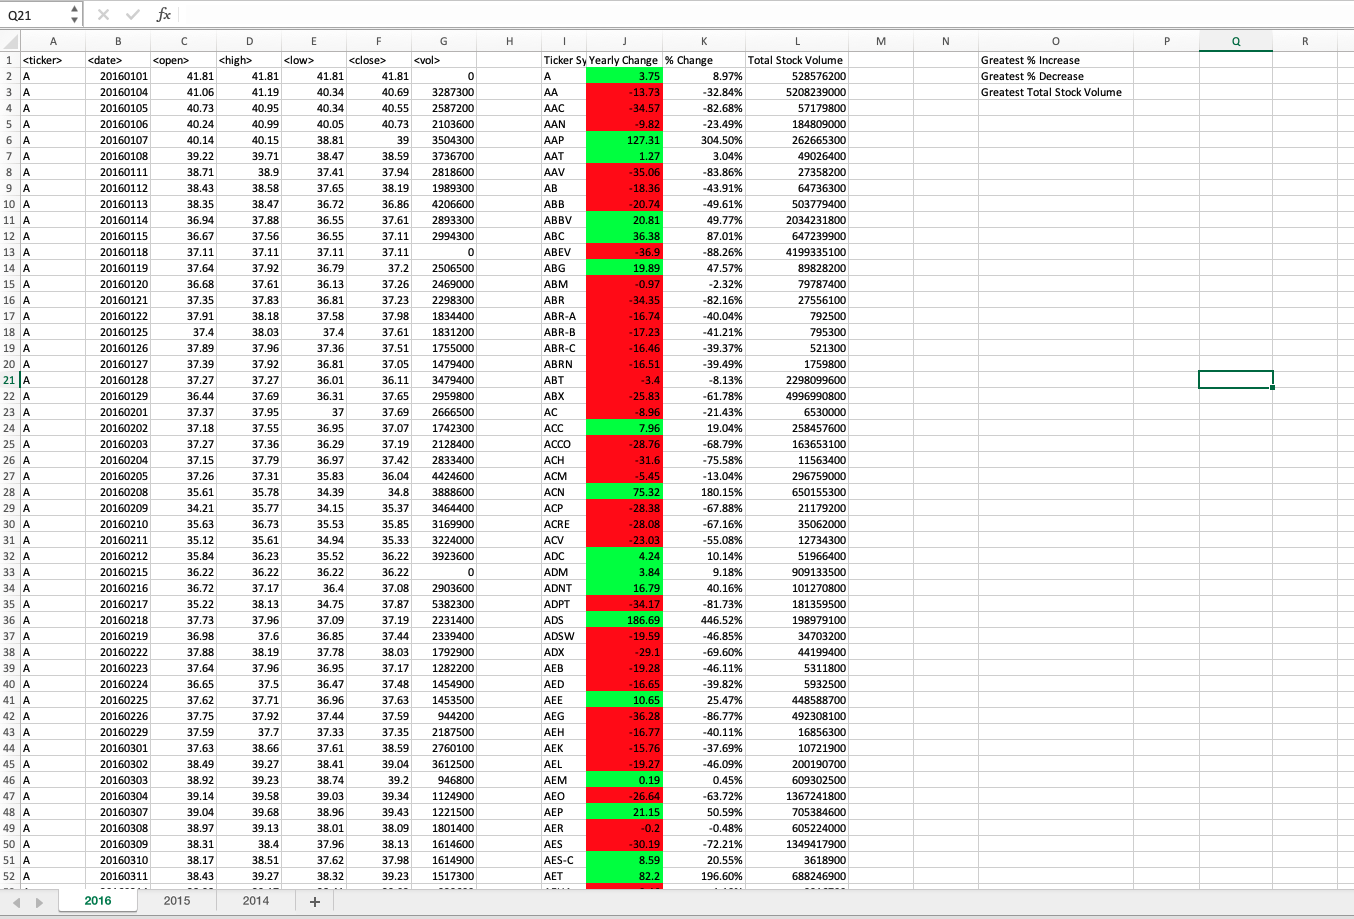 Q21 fx
A B C D E F G H I J K L M N O P Q R
1 <ticker> <date> <open> <high> <low> <close> <vol> Ticker Sy Yearly Change % Change Total Stock Volume Greatest % Increase
2 A 20160101 41.81 41.81 41.81 41.81 0 A 3.75 8.97% 528576200 Greatest % Decrease
3 A 20160104 41.06 41.19 40.34 40.69 3287300 AA -13.73 -32.84% 5208239000 Greatest Total Stock Volume
4 A 20160105 40.73 40.95 40.34 40.55 2587200 AAC -34.57 -82.68% 57179800
5 A 20160106 40.24 40.99 40.05 40.73 2103600 AAN -9.82 -23.49% 184809000
6 A 20160107 40.14 40.15 38.81 39 3504300 AAP 127.31 304.50% 262665300
7 A 20160108 39.22 39.71 38.47 38.59 3736700 AAT 1.27 3.04% 49026400
8 A 20160111 38.71 38.9 37.41 37.94 2818600 AAV -35.06 -83.86% 27358200
9 A 20160112 38.43 38.58 37.65 38.19 1989300 AB -18.36 -43.91% 64736300
10 A 20160113 38.35 38.47 36.72 36.86 4206600 ABB -20.74 -49.61% 503779400
11 A 20160114 36.94 37.88 36.55 37.61 2893300 ABBV 20.81 49.77% 2034231800
12 A 20160115 36.67 37.56 36.55 37.11 2994300 ABC 36.38 87.01% 647239900
13 A 20160118 37.11 37.11 37.11 37.11 0 ABEV -36.9 -88.26% 4199335100
14 A 20160119 37.64 37.92 36.79 37.2 2506500 ABG 19.89 47.57% 89828200
15 A 20160120 36.68 37.61 36.13 37.26 2469000 ABM -0.97 -2.32% 79787400
16 A 20160121 37.35 37.83 36.81 37.23 2298300 ABR -34.35 -82.16% 27556100
17 A 20160122 37.91 38.18 37.58 37.98 1834400 ABR-A -16.74 -40.04% 792500
18 A 20160125 37.4 38.03 37.4 37.61 1831200 ABR-B -17.23 -41.21% 795300
19 A 20160126 37.89 37.96 37.36 37.51 1755000 ABR-C -16.46 -39.37% 521300
20 A 20160127 37.39 37.92 36.81 37.05 1479400 ABRN -16.51 -39.49% 1759800
21 A 20160128 37.27 37.27 36.01 36.11 3479400 ABT -3.4 -8.13% 2298099600
22 A 20160129 36.44 37.69 36.31 37.65 2959800 ABX -25.83 -61.78% 4996990800
23 A 20160201 37.37 37.95 37 37.69 2666500 AC -8.96 -21.43% 6530000
24 A 20160202 37.18 37.55 36.95 37.07 1742300 ACC 7.96 19.04% 258457600
25 A 20160203 37.27 37.36 36.29 37.19 2128400 ACCO -28.76 -68.79% 163653100
26 A 20160204 37.15 37.79 36.97 37.42 2833400 ACH -31.6 -75.58% 11563400
27 A 20160205 37.26 37.31 35.83 36.04 4424600 ACM -5.45 -13.04% 296759000
28 A 20160208 35.61 35.78 34.39 34.8 3888600 ACN 75.32 180.15% 650155300
29 A 20160209 34.21 35.77 34.15 35.37 3464400 ACP -28.38 -67.88% 21179200
30 A 20160210 35.63 36.73 35.53 35.85 3169900 ACRE -28.08 -67.16% 35062000
31 A 20160211 35.12 35.61 34.94 35.33 3224000 ACV -23.03 -55.08% 12734300
32 A 20160212 35.84 36.23 35.52 36.22 3923600 ADC 4.24 10.14% 51966400
33 A 20160215 36.22 36.22 36.22 36.22 0 ADM 3.84 9.18% 909133500
34 A 20160216 36.72 37.17 36.4 37.08 2903600 ADNT 16.79 40.16% 101270800
35 A 20160217 35.22 38.13 34.75 37.87 5382300 ADPT -34.17 -81.73% 181359500
36 A 20160218 37.73 37.96 37.09 37.19 2231400 ADS 186.69 446.52% 198979100
37 A 20160219 36.98 37.6 36.85 37.44 2339400 ADSW -19.59 -46.85% 34703200
38 A 20160222 37.88 38.19 37.78 38.03 1792900 ADX -29.1 -69.60% 44199400
39 A 20160223 37.64 37.96 36.95 37.17 1282200 AEB -19.28 -46.11% 5311800
40 A 20160224 36.65 37.5 36.47 37.48 1454900 AED -16.65 -39.82% 5932500
41 A 20160225 37.62 37.71 36.96 37.63 1453500 AEE 10.65 25.47% 448588700
42 A 20160226 37.75 37.92 37.44 37.59 944200 AEG -36.28 -86.77% 492308100
43 A 20160229 37.59 37.7 37.33 37.35 2187500 AEH -16.77 -40.11% 16856300
44 A 20160301 37.63 38.66 37.61 38.59 2760100 AEK -15.76 -37.69% 10721900
45 A 20160302 38.49 39.27 38.41 39.04 3612500 AEL -19.27 -46.09% 200190700
46 A 20160303 38.92 39.23 38.74 39.2 946800 AEM 0.19 0.45% 609302500
47 A 20160304 39.14 39.58 39.03 39.34 1124900 AEO -26.64 -63.72% 1367241800
48 A 20160307 39.04 39.68 38.96 39.43 1221500 AEP 21.15 50.59% 705384600
49 A 20160308 38.97 39.13 38.01 38.09 1801400 AER -0.2 -0.48% 605224000
50 A 20160309 38.31 38.4 37.96 38.13 1614600 AES -30.19 -72.21% 1349417900
51 A 20160310 38.17 38.51 37.62 37.98 1614900 AES-C 8.59 20.55% 3618900
52 A 20160311 38.43 39.27 38.32 39.23 1517300 AET 82.2 196.60% 688246900
2016 2015 2014 +